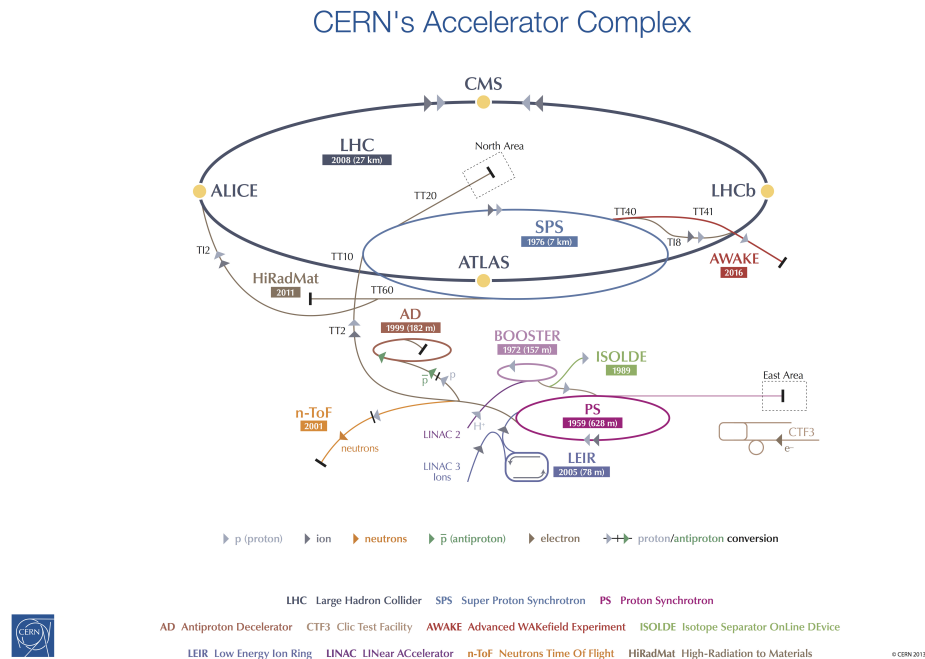 CERN's Accelerator Complex
CMS
LHC
2008 (27 km)
North Area
ALICE
LHCb
TT20
TT40
TT41
SPS
1976 (7 km)
TI8
TI2
TT10
ATLAS
AWAKE
2016
HiRadMat
2011
TT60
AD
1999 (182 m)
TT2
BOOSTER
1972 (157 m)
ISOLDE
1989
p
p̅
East Area
n-ToF
2001
PS
1959 (628 m)
H⁺
LINAC 2
neutrons
CTF3
e⁻
LEIR
2005 (78 m)
LINAC 3
Ions
p (proton) ion neutrons p̅ (antiproton) electron proton/antiproton conversion
LHC Large Hadron Collider SPS Super Proton Synchrotron PS Proton Synchrotron
AD Antiproton Decelerator CTF3 Clic Test Facility AWAKE Advanced WAKefield Experiment ISOLDE Isotope Separator OnLine DEvice
LEIR Low Energy Ion Ring LINAC LINear ACcelerator n-ToF Neutrons Time Of Flight HiRadMat High-Radiation to Materials
CERN
© CERN 2013